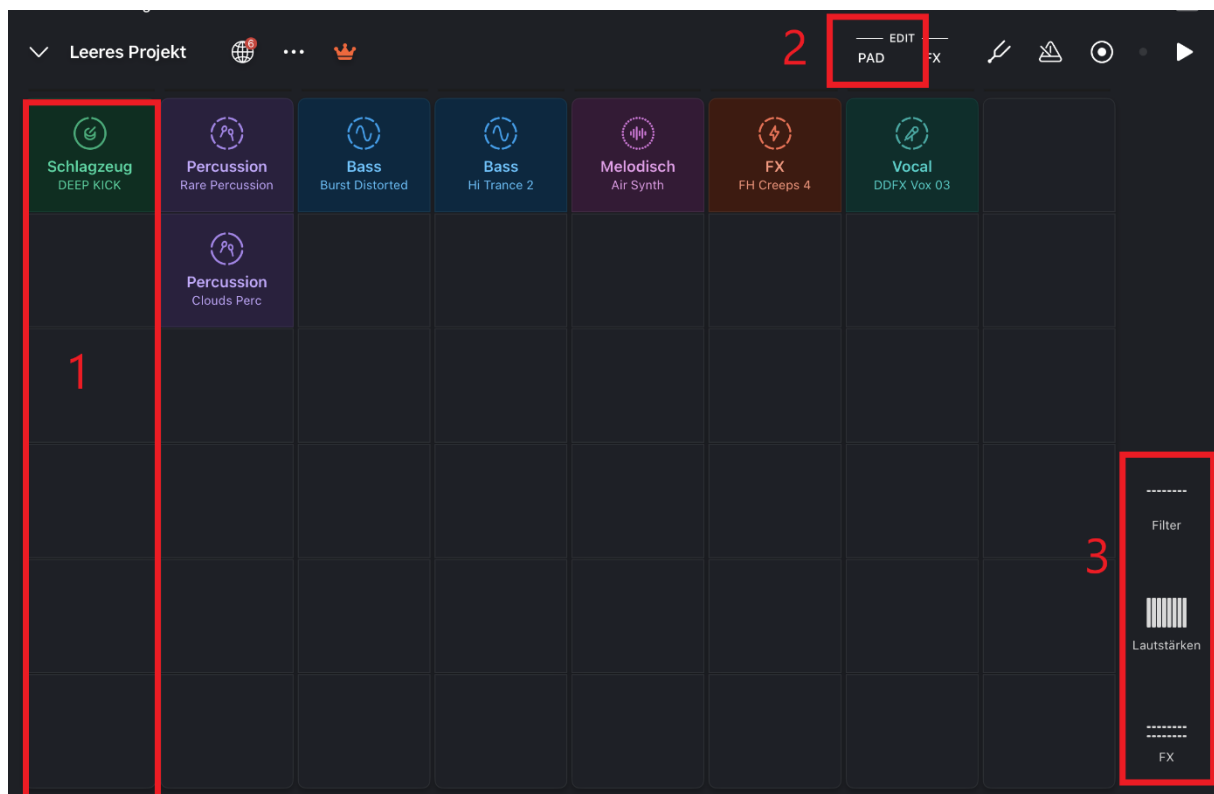 Leeres Projekt
6
2
EDIT
PAD
FX
Schlagzeug
DEEP KICK
Percussion
Rare Percussion
Bass
Burst Distorted
Bass
Hi Trance 2
Melodisch
Air Synth
FX
FH Creeps 4
Vocal
DDFX Vox 03
Percussion
Clouds Perc
1
3
Filter
Lautstärken
FX